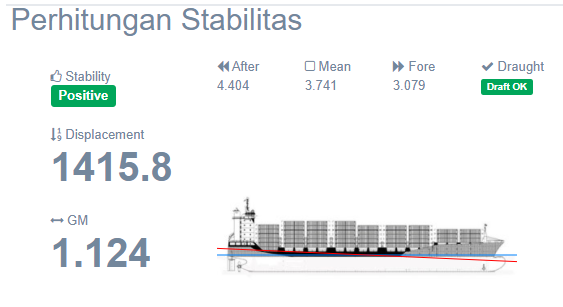 Perhitungan Stabilitas
Stability
Positive
After
4.404
Mean
3.741
Fore
3.079
Draught
Draft OK
Displacement
1415.8
GM
1.124